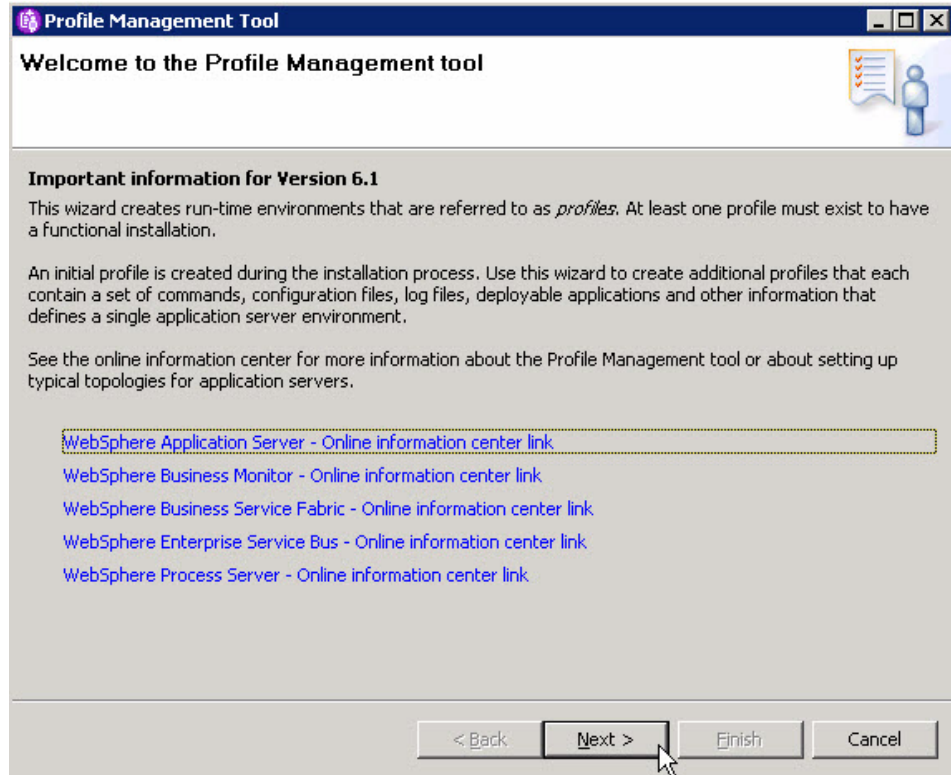 Profile Management Tool
Welcome to the Profile Management tool
Important information for Version 6.1
This wizard creates run-time environments that are referred to as profiles. At least one profile must exist to have
a functional installation.
An initial profile is created during the installation process. Use this wizard to create additional profiles that each
contain a set of commands, configuration files, log files, deployable applications and other information that
defines a single application server environment.
See the online information center for more information about the Profile Management tool or about setting up
typical topologies for application servers.
WebSphere Application Server - Online information center link
WebSphere Business Monitor - Online information center link
WebSphere Business Service Fabric - Online information center link
WebSphere Enterprise Service Bus - Online information center link
WebSphere Process Server - Online information center link
< Back Next > Finish Cancel